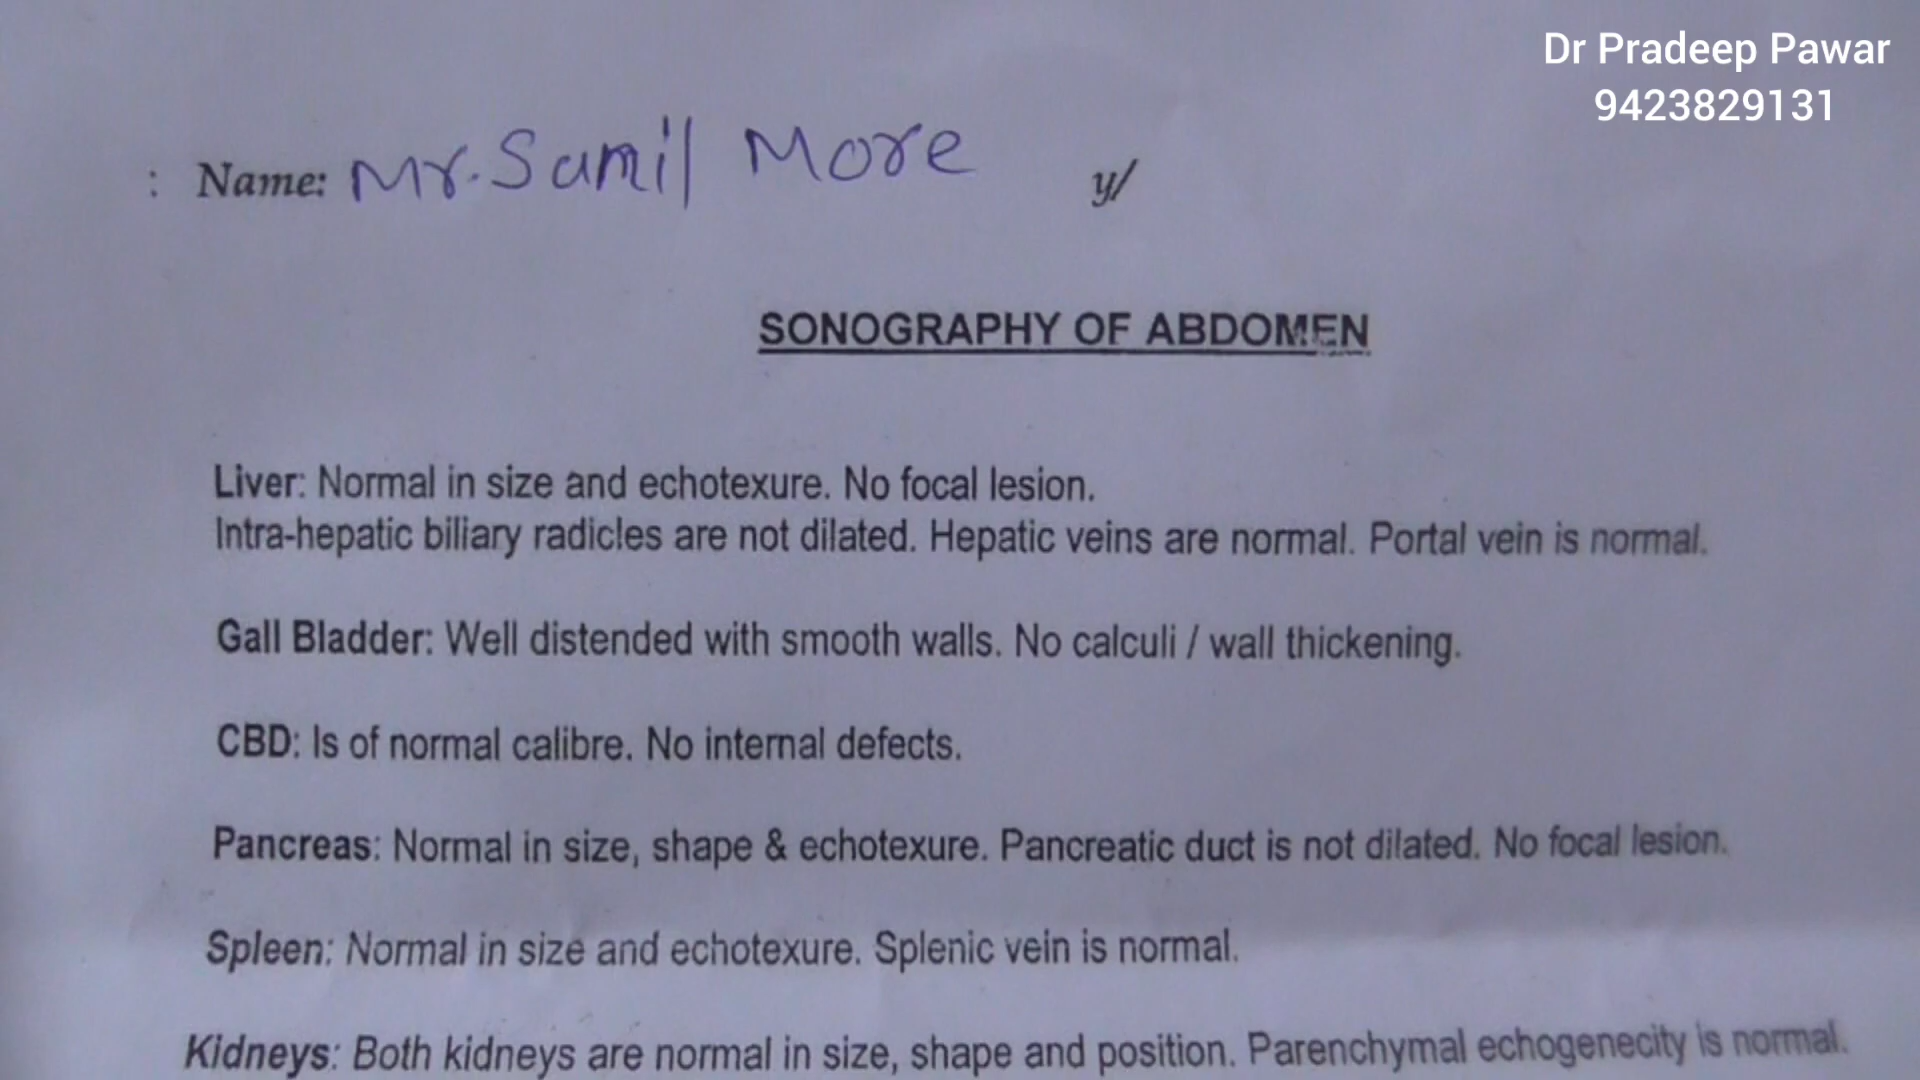 Dr Pradeep Pawar
9423829131
: Name: Mr. Sunil More y/
SONOGRAPHY OF ABDOMEN
Liver: Normal in size and echotexure. No focal lesion.
Intra-hepatic biliary radicles are not dilated. Hepatic veins are normal. Portal vein is normal.
Gall Bladder: Well distended with smooth walls. No calculi / wall thickening.
CBD: Is of normal calibre. No internal defects.
Pancreas: Normal in size, shape & echotexure. Pancreatic duct is not dilated. No focal lesion.
Spleen: Normal in size and echotexure. Splenic vein is normal.
Kidneys: Both kidneys are normal in size, shape and position. Parenchymal echogenecity is normal.